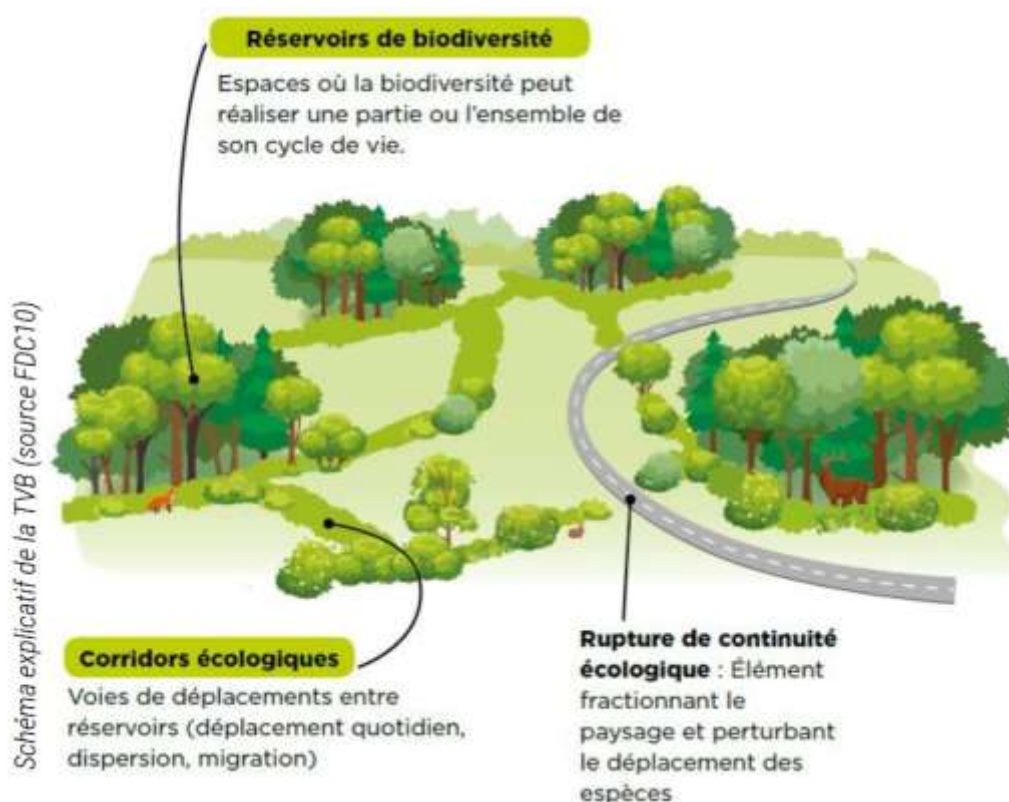 Réservoirs de biodiversité
Espaces où la biodiversité peut
réaliser une partie ou l'ensemble de
son cycle de vie.
Schéma explicatif de la TVB (source FDC10)
Corridors écologiques
Voies de déplacements entre
réservoirs (déplacement quotidien,
dispersion, migration)
Rupture de continuité
écologique : Élément
fractionnant le
paysage et perturbant
le déplacement des
espèces